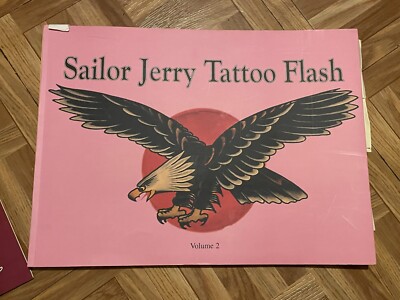 Sailor Jerry Tattoo Flash
Volume 2